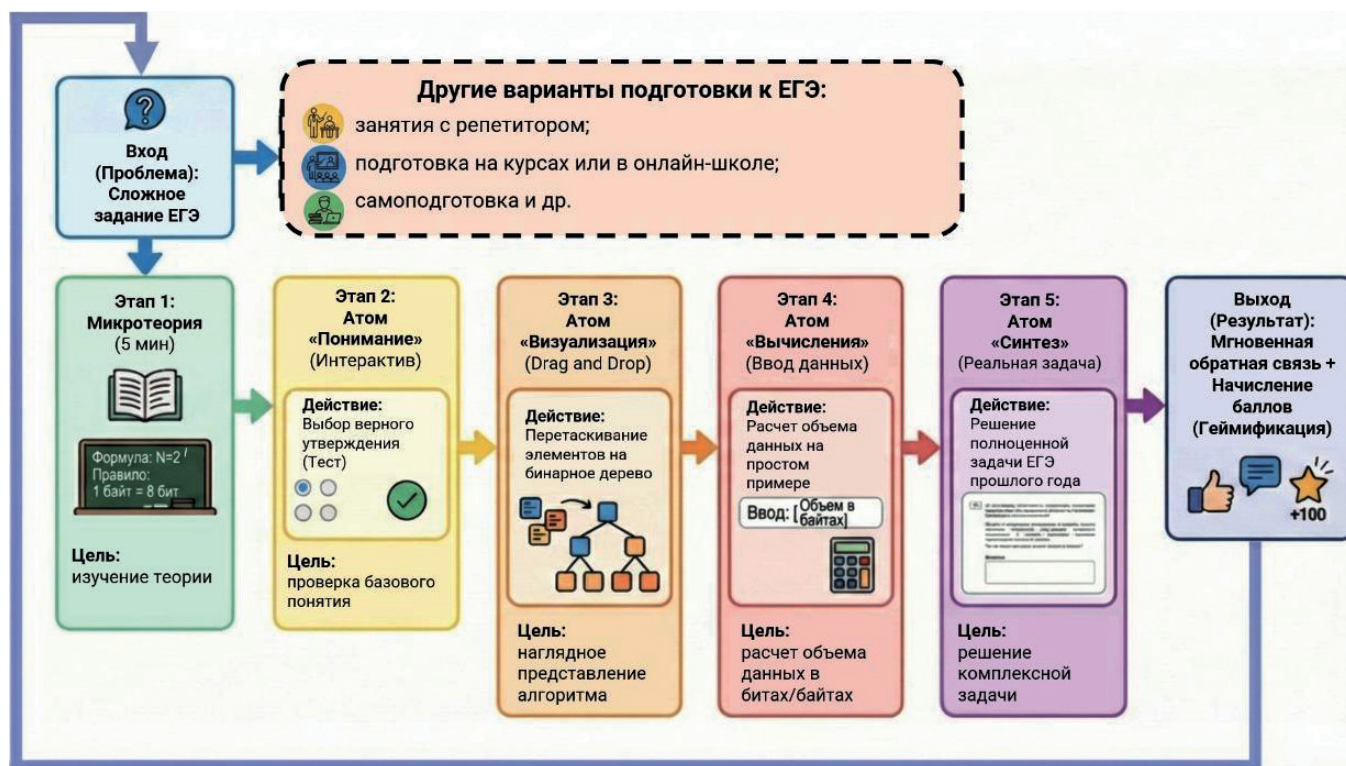 Вход
(Проблема):
Сложное
задание ЕГЭ
Другие варианты подготовки к ЕГЭ:
занятия с репетитором;
подготовка на курсах или в онлайн-школе;
самоподготовка и др.
Этап 1:
Микротеория
(5 мин)
Формула: N=2^i
Правило:
1 байт = 8 бит
Цель:
изучение теории
Этап 2:
Атом
«Понимание»
(Интерактив)
Действие:
Выбор верного
утверждения
(Тест)
Цель:
проверка базового
понятия
Этап 3:
Атом
«Визуализация»
(Drag and Drop)
Действие:
Перетаскивание
элементов на
бинарное дерево
Цель:
наглядное
представление
алгоритма
Этап 4:
Атом
«Вычисления»
(Ввод данных)
Действие:
Расчет объема
данных на
простом
примере
Ввод: [Объем в
байтах]
Цель:
расчет объема
данных в
битах/байтах
Этап 5:
Атом
«Синтез»
(Реальная задача)
Действие:
Решение
полноценной
задачи ЕГЭ
прошлого года
Цель:
решение
комплексной
задачи
Выход
(Результат):
Мгновенная
обратная связь +
Начисление
баллов
(Геймификация)
+100